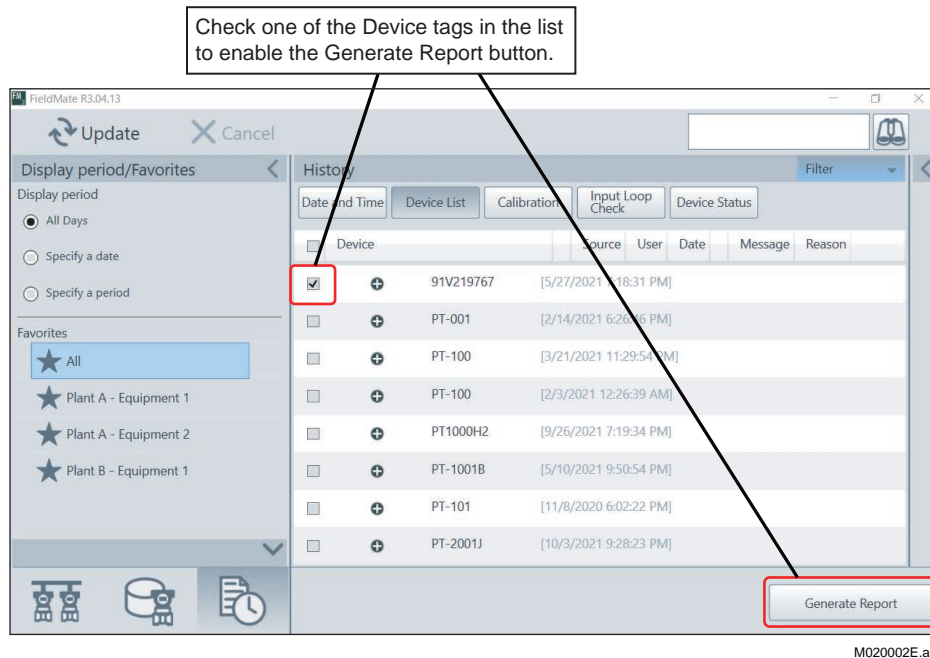 Check one of the Device tags in the list
to enable the Generate Report button.
FM
FieldMate R3.04.13
Update
Cancel
Display period/Favorites
History
Filter
Display period
Date and Time
Device List
Calibration
Input Loop
Check
Device Status
All Days
Device
Source
User
Date
Message
Reason
Specify a date
91V219767
[5/27/2021 7:18:31 PM]
Specify a period
PT-001
[2/14/2021 6:26:46 PM]
Favorites
All
PT-100
[3/21/2021 11:29:54 PM]
Plant A - Equipment 1
PT-100
[2/3/2021 12:26:39 AM]
Plant A - Equipment 2
PT1000H2
[9/26/2021 7:19:34 PM]
Plant B - Equipment 1
PT-1001B
[5/10/2021 9:50:54 PM]
PT-101
[11/8/2020 6:02:22 PM]
PT-2001J
[10/3/2021 9:28:23 PM]
Generate Report
M020002E.a